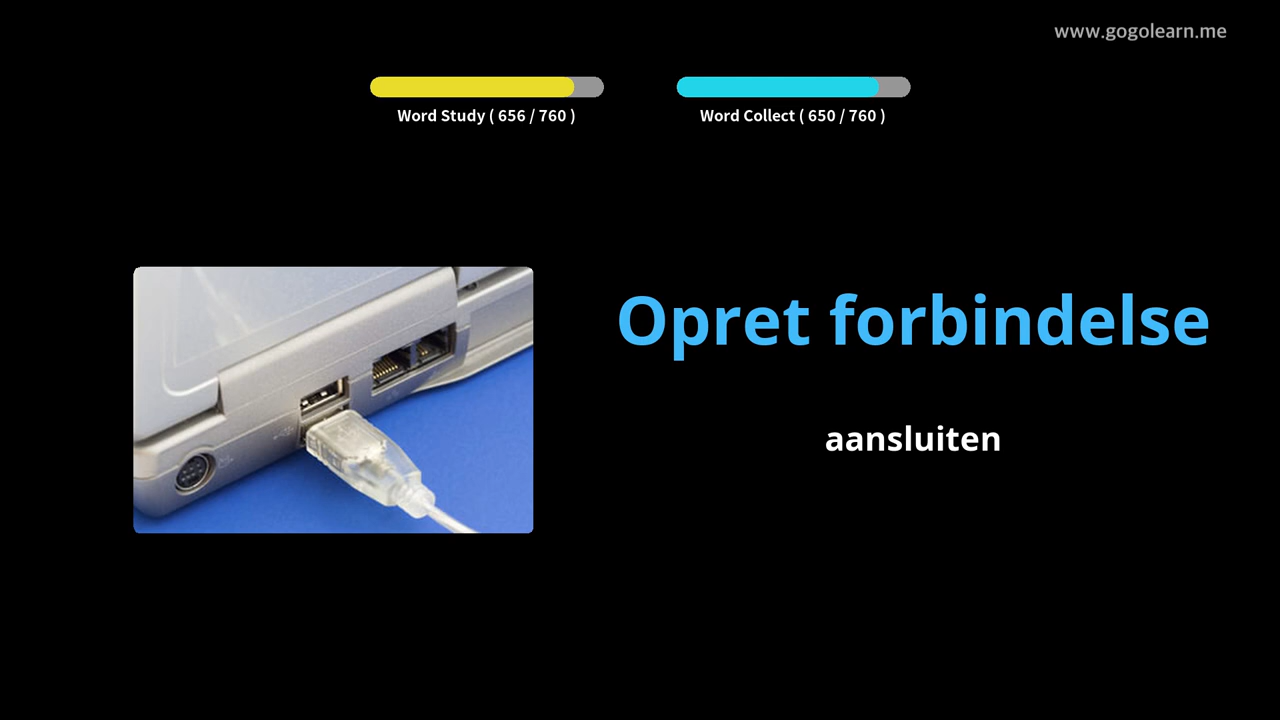 www.gogolearn.me
Word Study ( 656 / 760 )
Word Collect ( 650 / 760 )
Opret forbindelse
aansluiten